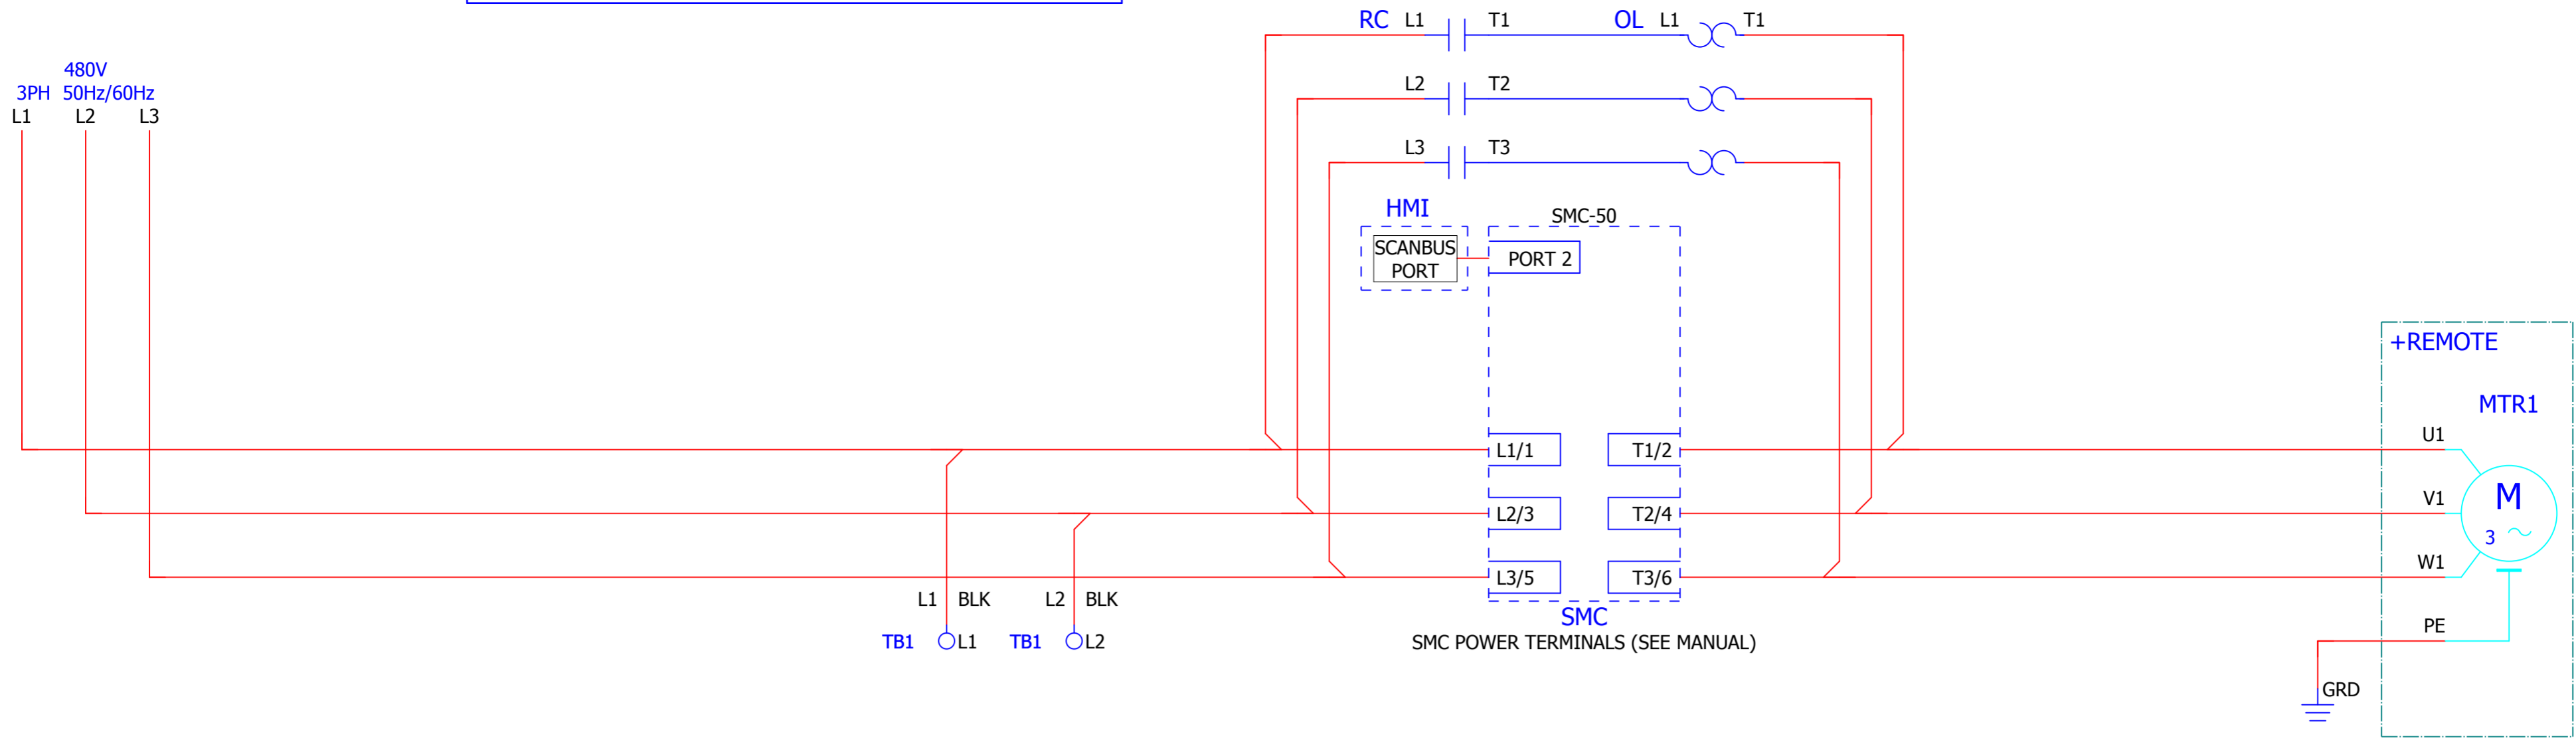 RC L1 T1 OL L1 T1
480V
3PH 50Hz/60Hz
L1 L2 L3
L2 T2
L3 T3
HMI
SMC-50
SCANBUS
PORT
PORT 2
+REMOTE
MTR1
U1
L1/1 T1/2
V1
M
L2/3 T2/4
3
W1
L3/5 T3/6
L1 BLK L2 BLK
SMC
PE
TB1 L1 TB1 L2
SMC POWER TERMINALS (SEE MANUAL)
GRD